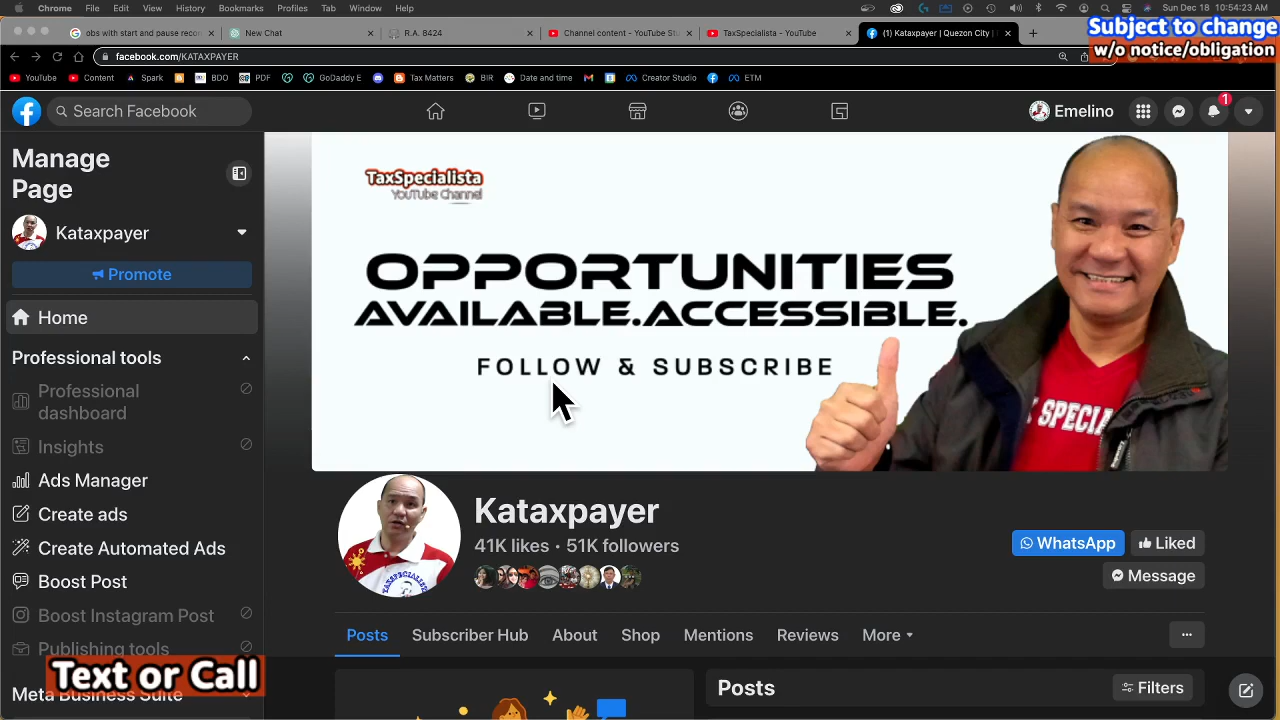 Chrome File Edit View History Bookmarks Profiles Tab Window Help Sun Dec 18 10:54:23 AM
obs with start and pause reco New Chat R.A. 8424 Channel content - YouTube St TaxSpecialista - YouTube (1) Kataxpayer | Quezon City |
Subject to change
w/o notice/obligation
facebook.com/KATAXPAYER
YouTube Content Spark BDO PDF GoDaddy E Tax Matters BIR Date and time IMG Creator Studio ETM
Search Facebook
Emelino
1
Manage
Page
Kataxpayer
Promote
Home
Professional tools
Professional
dashboard
Insights
Ads Manager
Create ads
Create Automated Ads
Boost Post
Boost Instagram Post
Publishing tools
Meta Business Suite
Text or Call
TaxSpecialista
YouTube Channel
OPPORTUNITIES
AVAILABLE.ACCESSIBLE.
FOLLOW & SUBSCRIBE
Kataxpayer
41K likes · 51K followers
WhatsApp Liked
Message
Posts Subscriber Hub About Shop Mentions Reviews More
Posts Filters